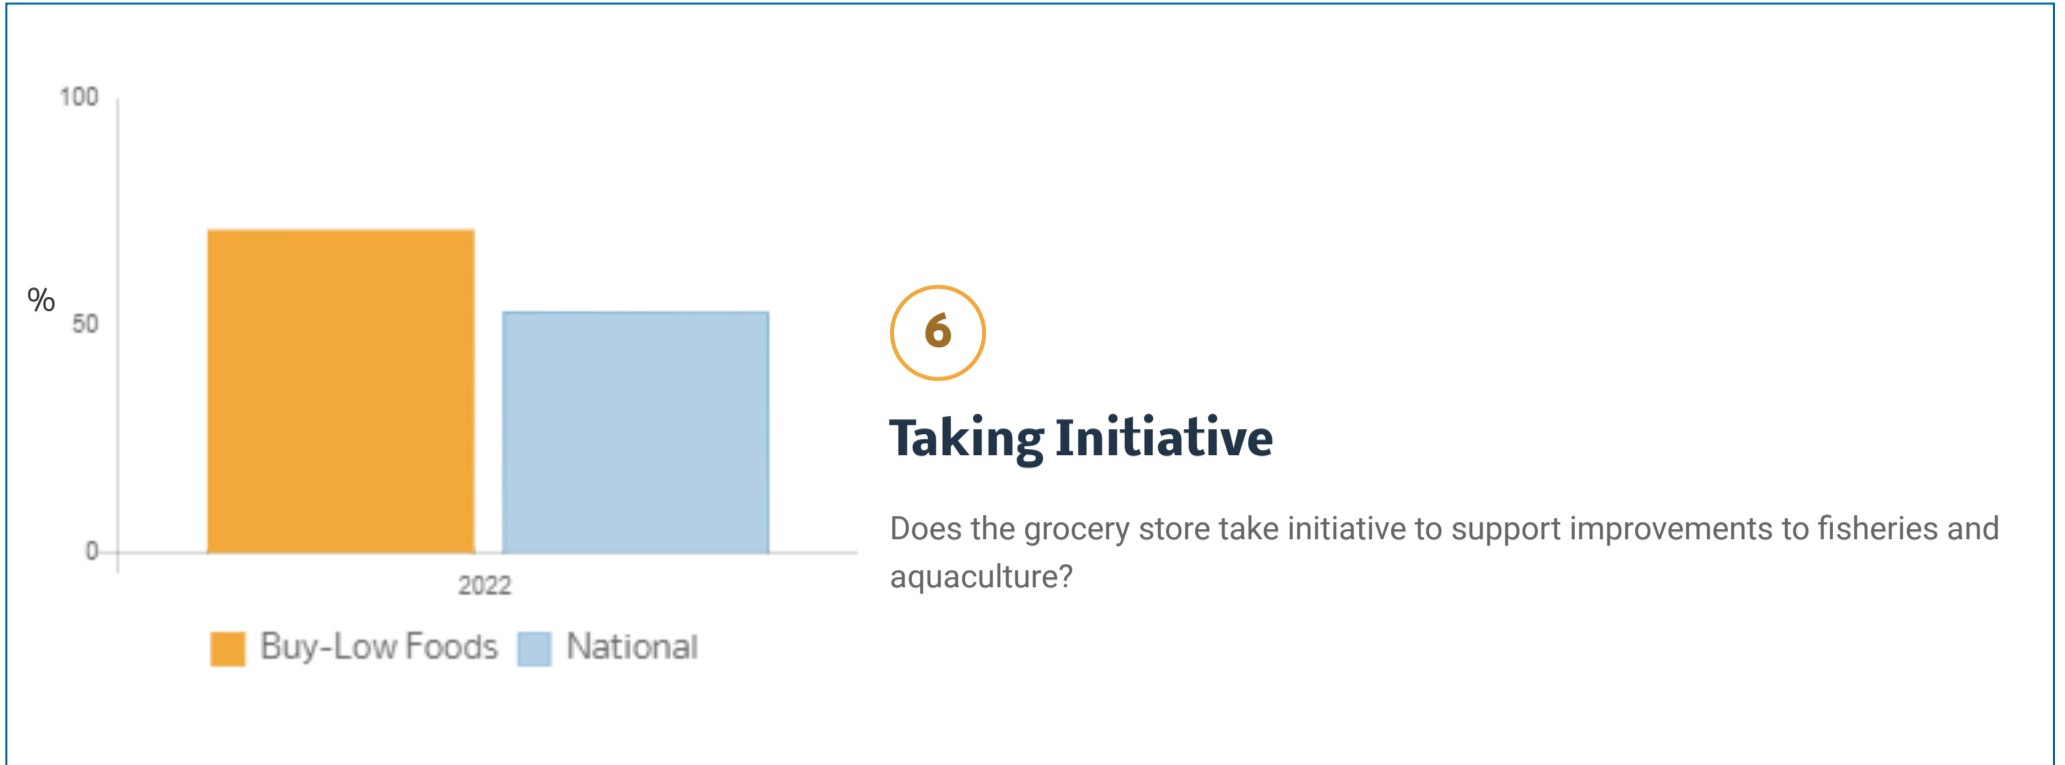 100
%
50
0
2022
Buy-Low Foods National
6
Taking Initiative
Does the grocery store take initiative to support improvements to fisheries and
aquaculture?